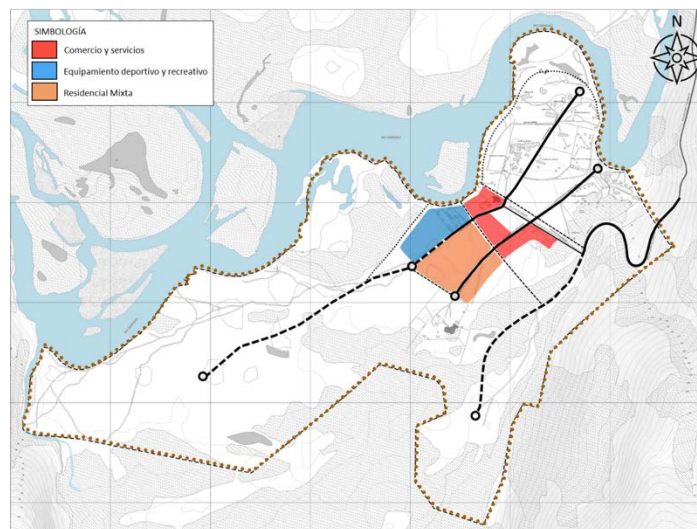 SIMBOLOGÍA
Comercio y servicios
Equipamiento deportivo y recreativo
Residencial Mixta
N